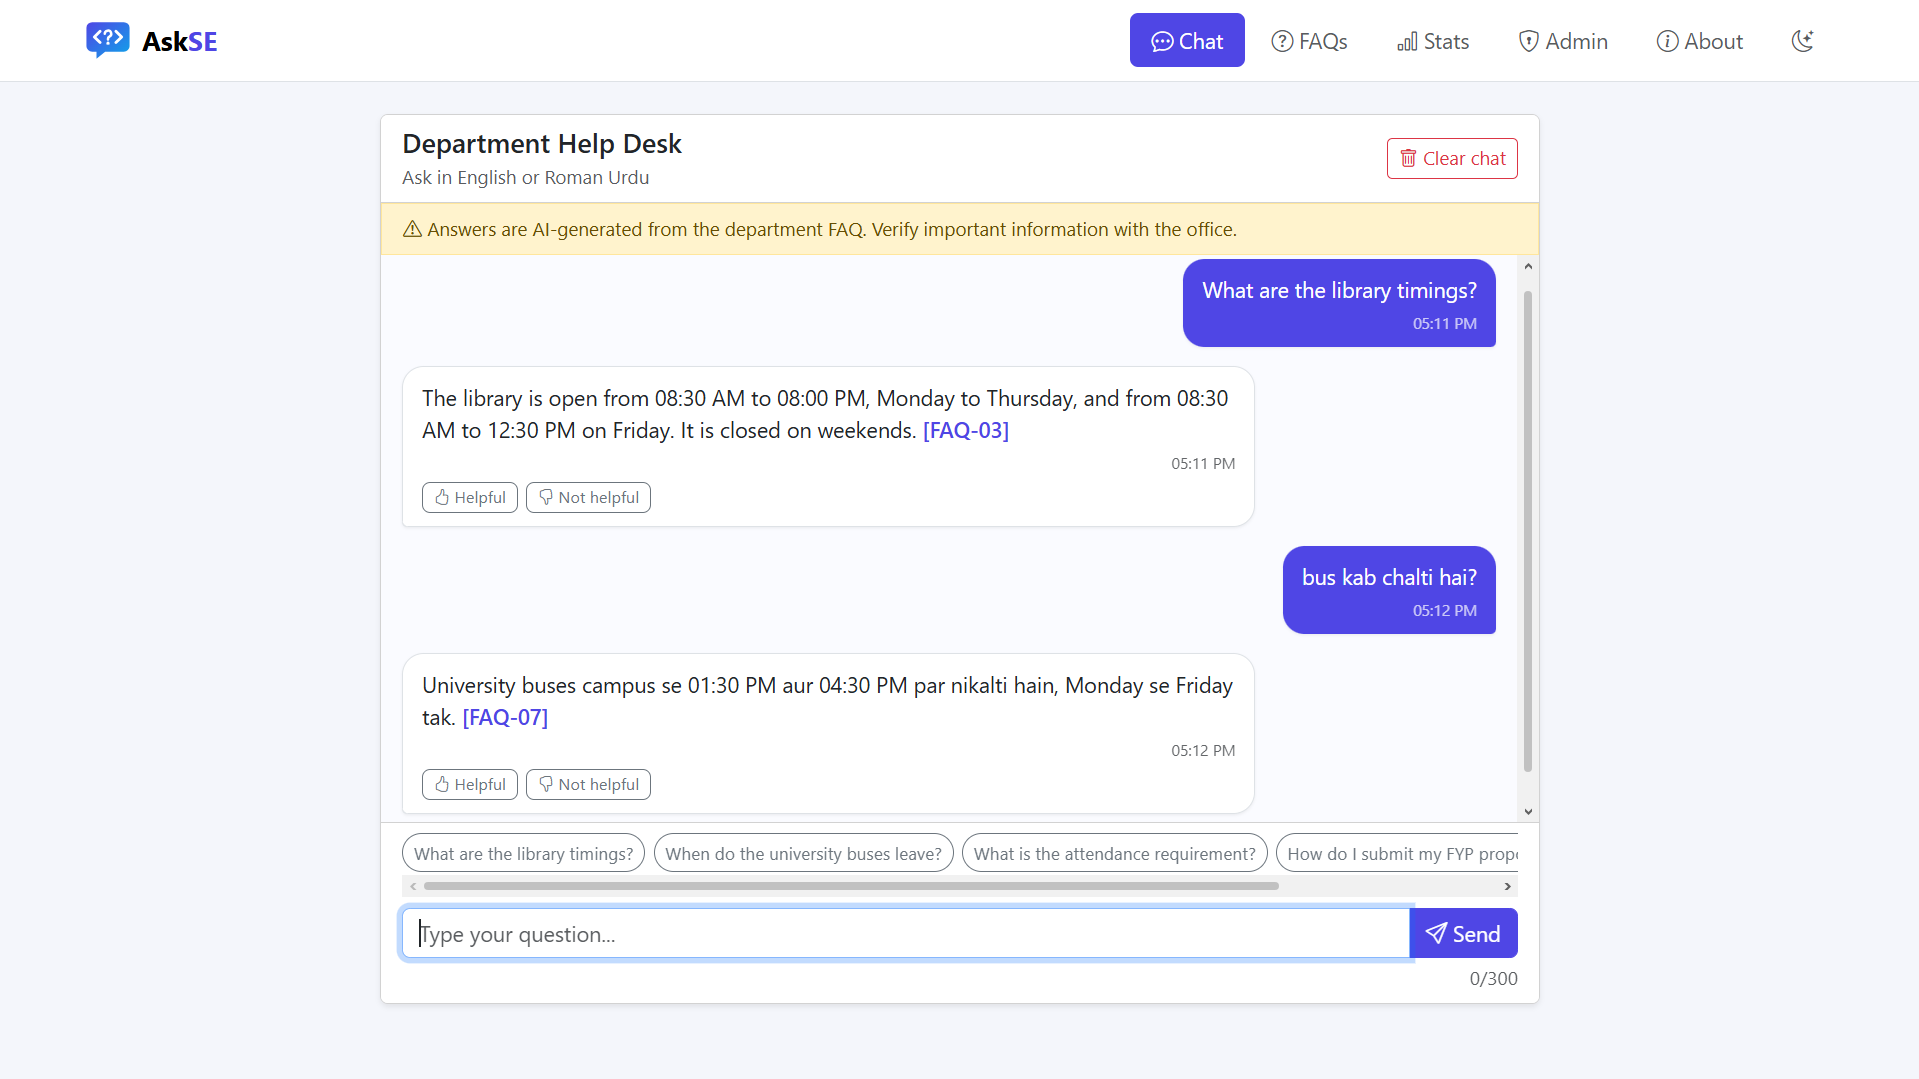 AskSE
Chat
FAQs
Stats
Admin
About
Department Help Desk
Ask in English or Roman Urdu
Clear chat
Answers are AI-generated from the department FAQ. Verify important information with the office.
What are the library timings?
05:11 PM
The library is open from 08:30 AM to 08:00 PM, Monday to Thursday, and from 08:30
AM to 12:30 PM on Friday. It is closed on weekends. [FAQ-03]
05:11 PM
Helpful
Not helpful
bus kab chalti hai?
05:12 PM
University buses campus se 01:30 PM aur 04:30 PM par nikalti hain, Monday se Friday
tak. [FAQ-07]
05:12 PM
Helpful
Not helpful
What are the library timings?
When do the university buses leave?
What is the attendance requirement?
How do I submit my FYP
Type your question...
Send
0/300